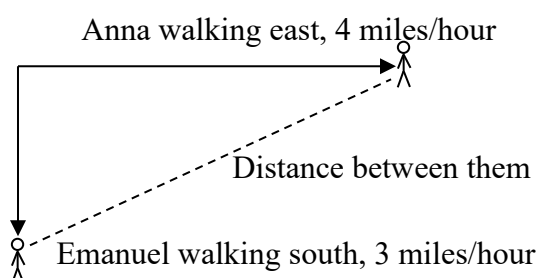 Anna walking east, 4 miles/hour
Distance between them
Emanuel walking south, 3 miles/hour